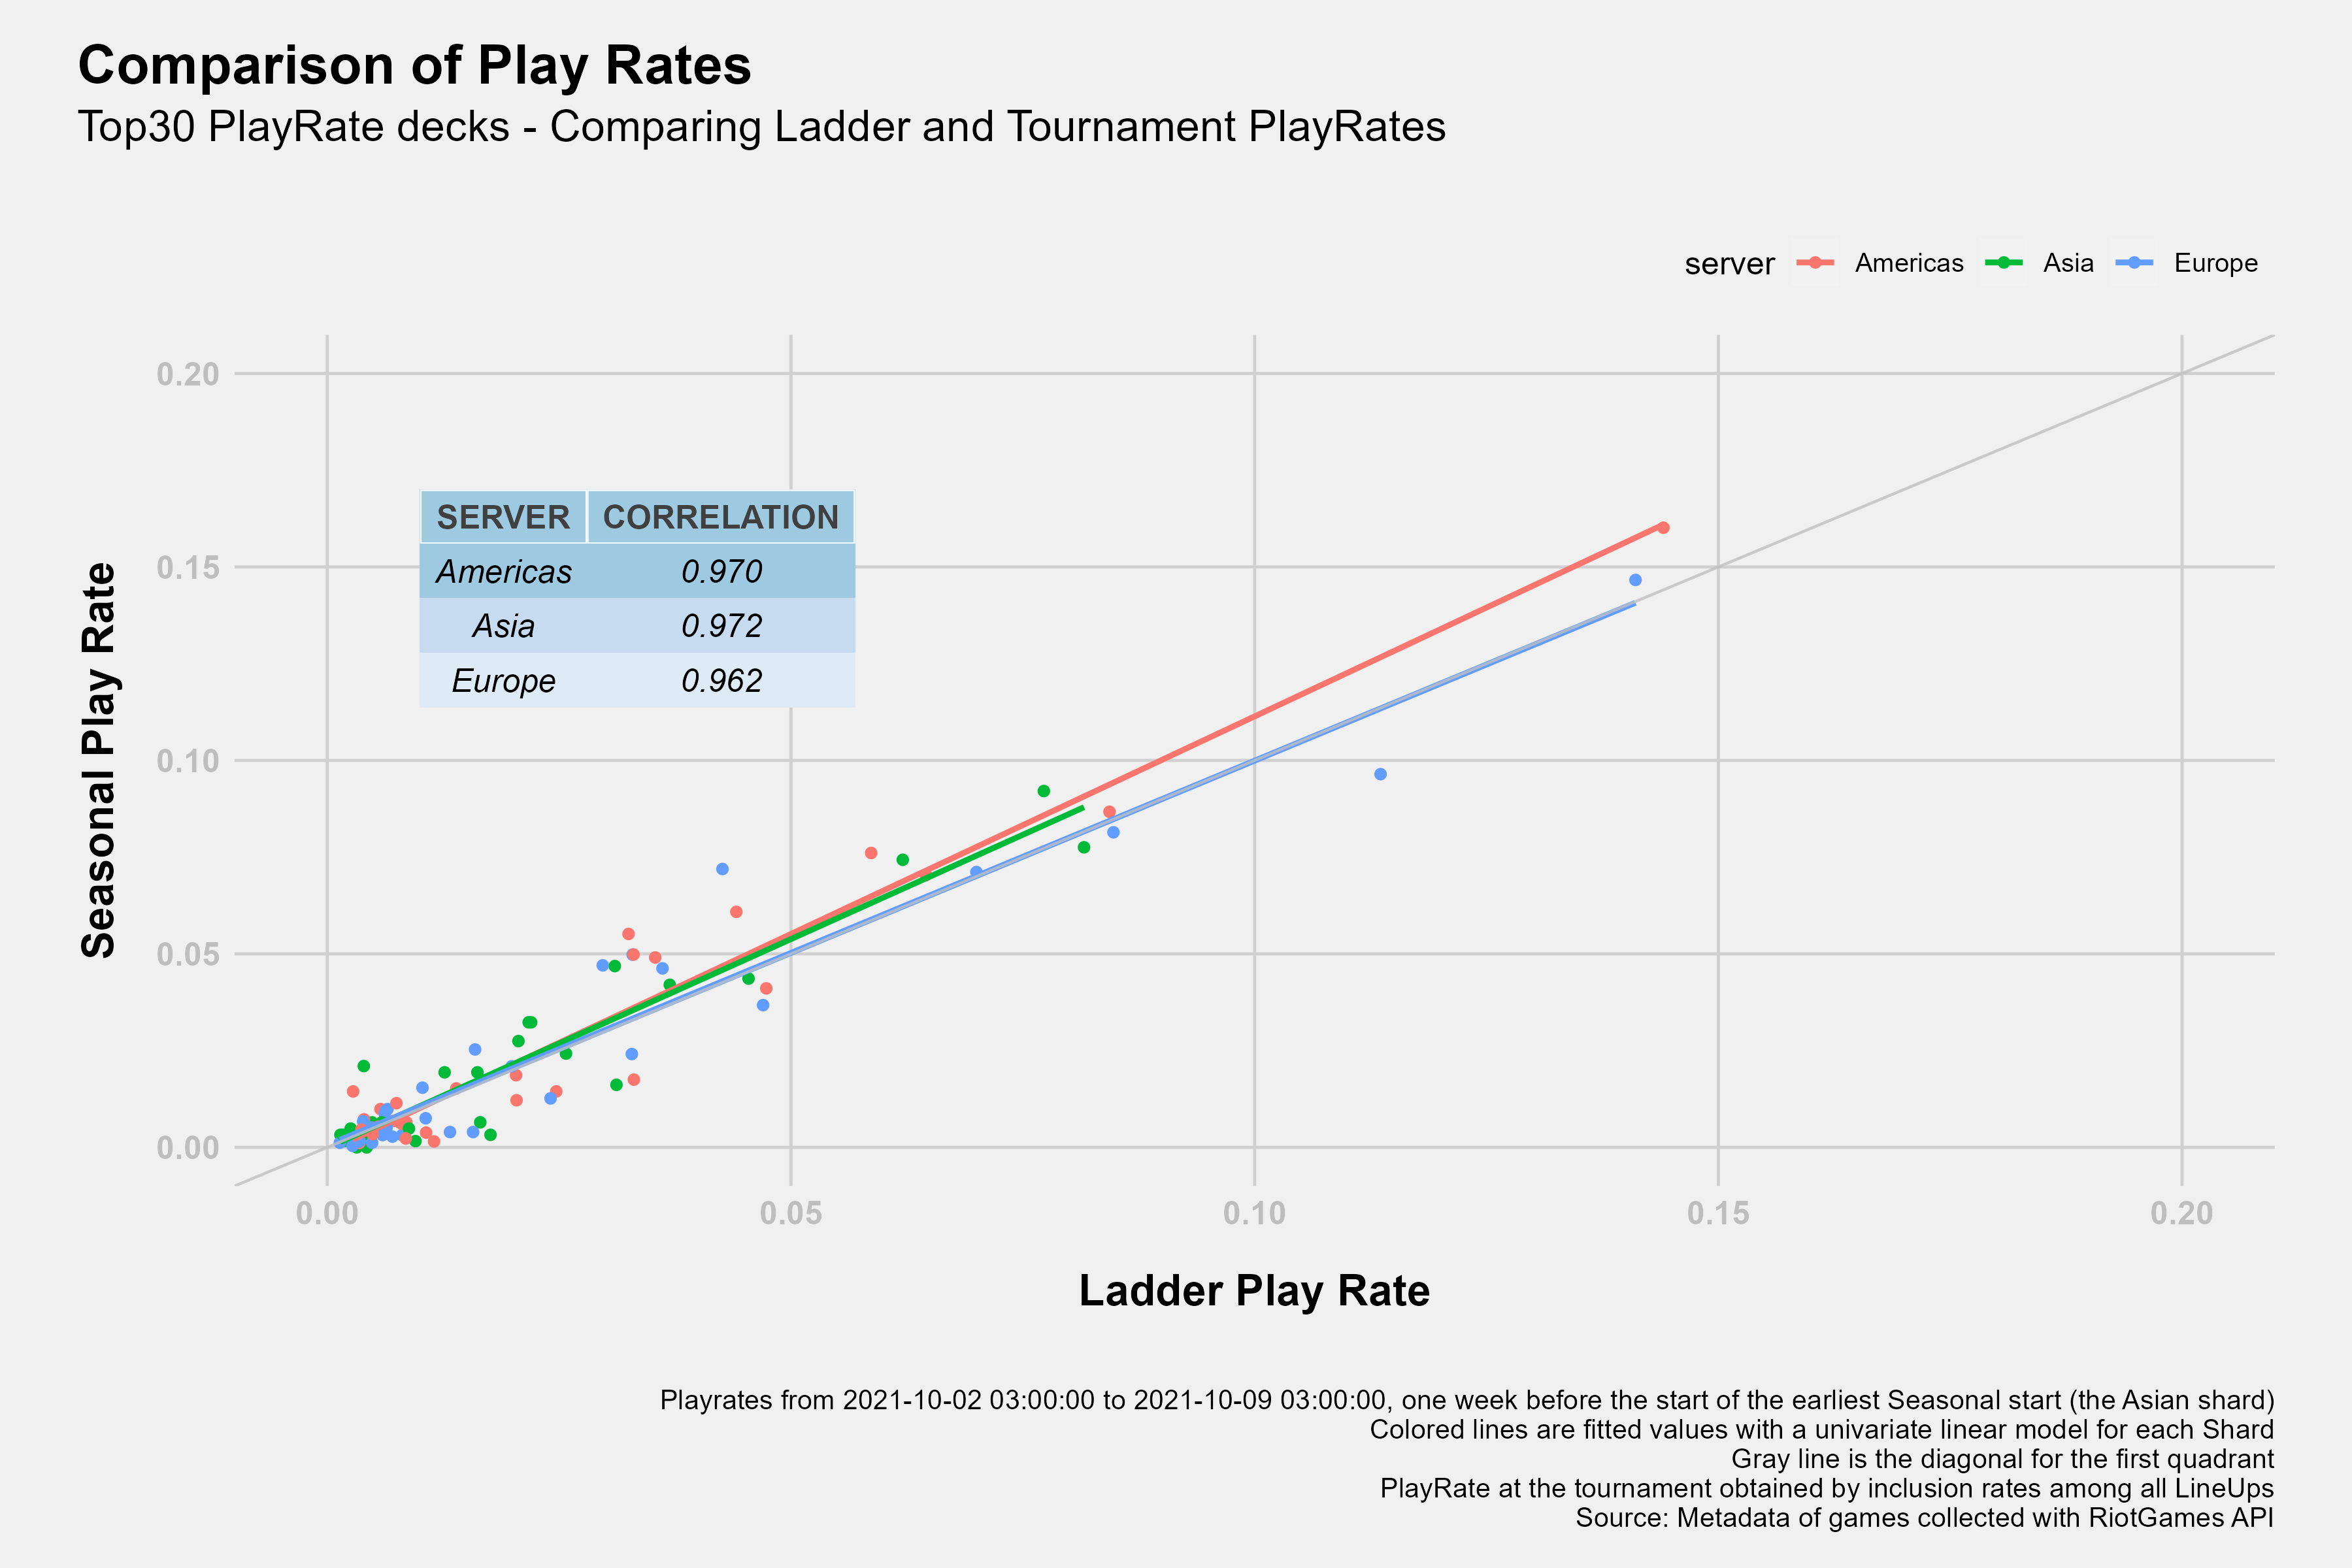 Comparison of Play Rates
Top30 PlayRate decks - Comparing Ladder and Tournament PlayRates
server Americas Asia Europe
0.20
0.15
0.10
0.05
0.00
Seasonal Play Rate
SERVER CORRELATION
Americas 0.970
Asia 0.972
Europe 0.962
0.00 0.05 0.10 0.15 0.20
Ladder Play Rate
Playrates from 2021-10-02 03:00:00 to 2021-10-09 03:00:00, one week before the start of the earliest Seasonal start (the Asian shard)
Colored lines are fitted values with a univariate linear model for each Shard
Gray line is the diagonal for the first quadrant
PlayRate at the tournament obtained by inclusion rates among all LineUps
Source: Metadata of games collected with RiotGames API